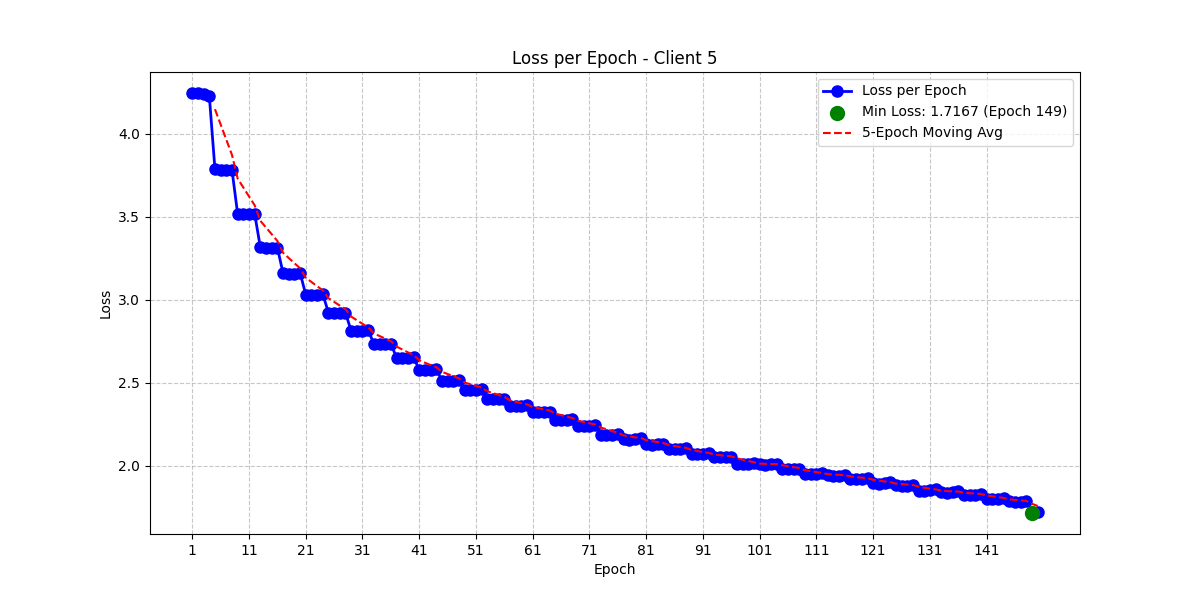 Loss per Epoch - Client 5
Loss per Epoch
Min Loss: 1.7167 (Epoch 149)
5-Epoch Moving Avg
4.0
3.5
3.0
2.5
2.0
Loss
1 11 21 31 41 51 61 71 81 91 101 111 121 131 141
Epoch